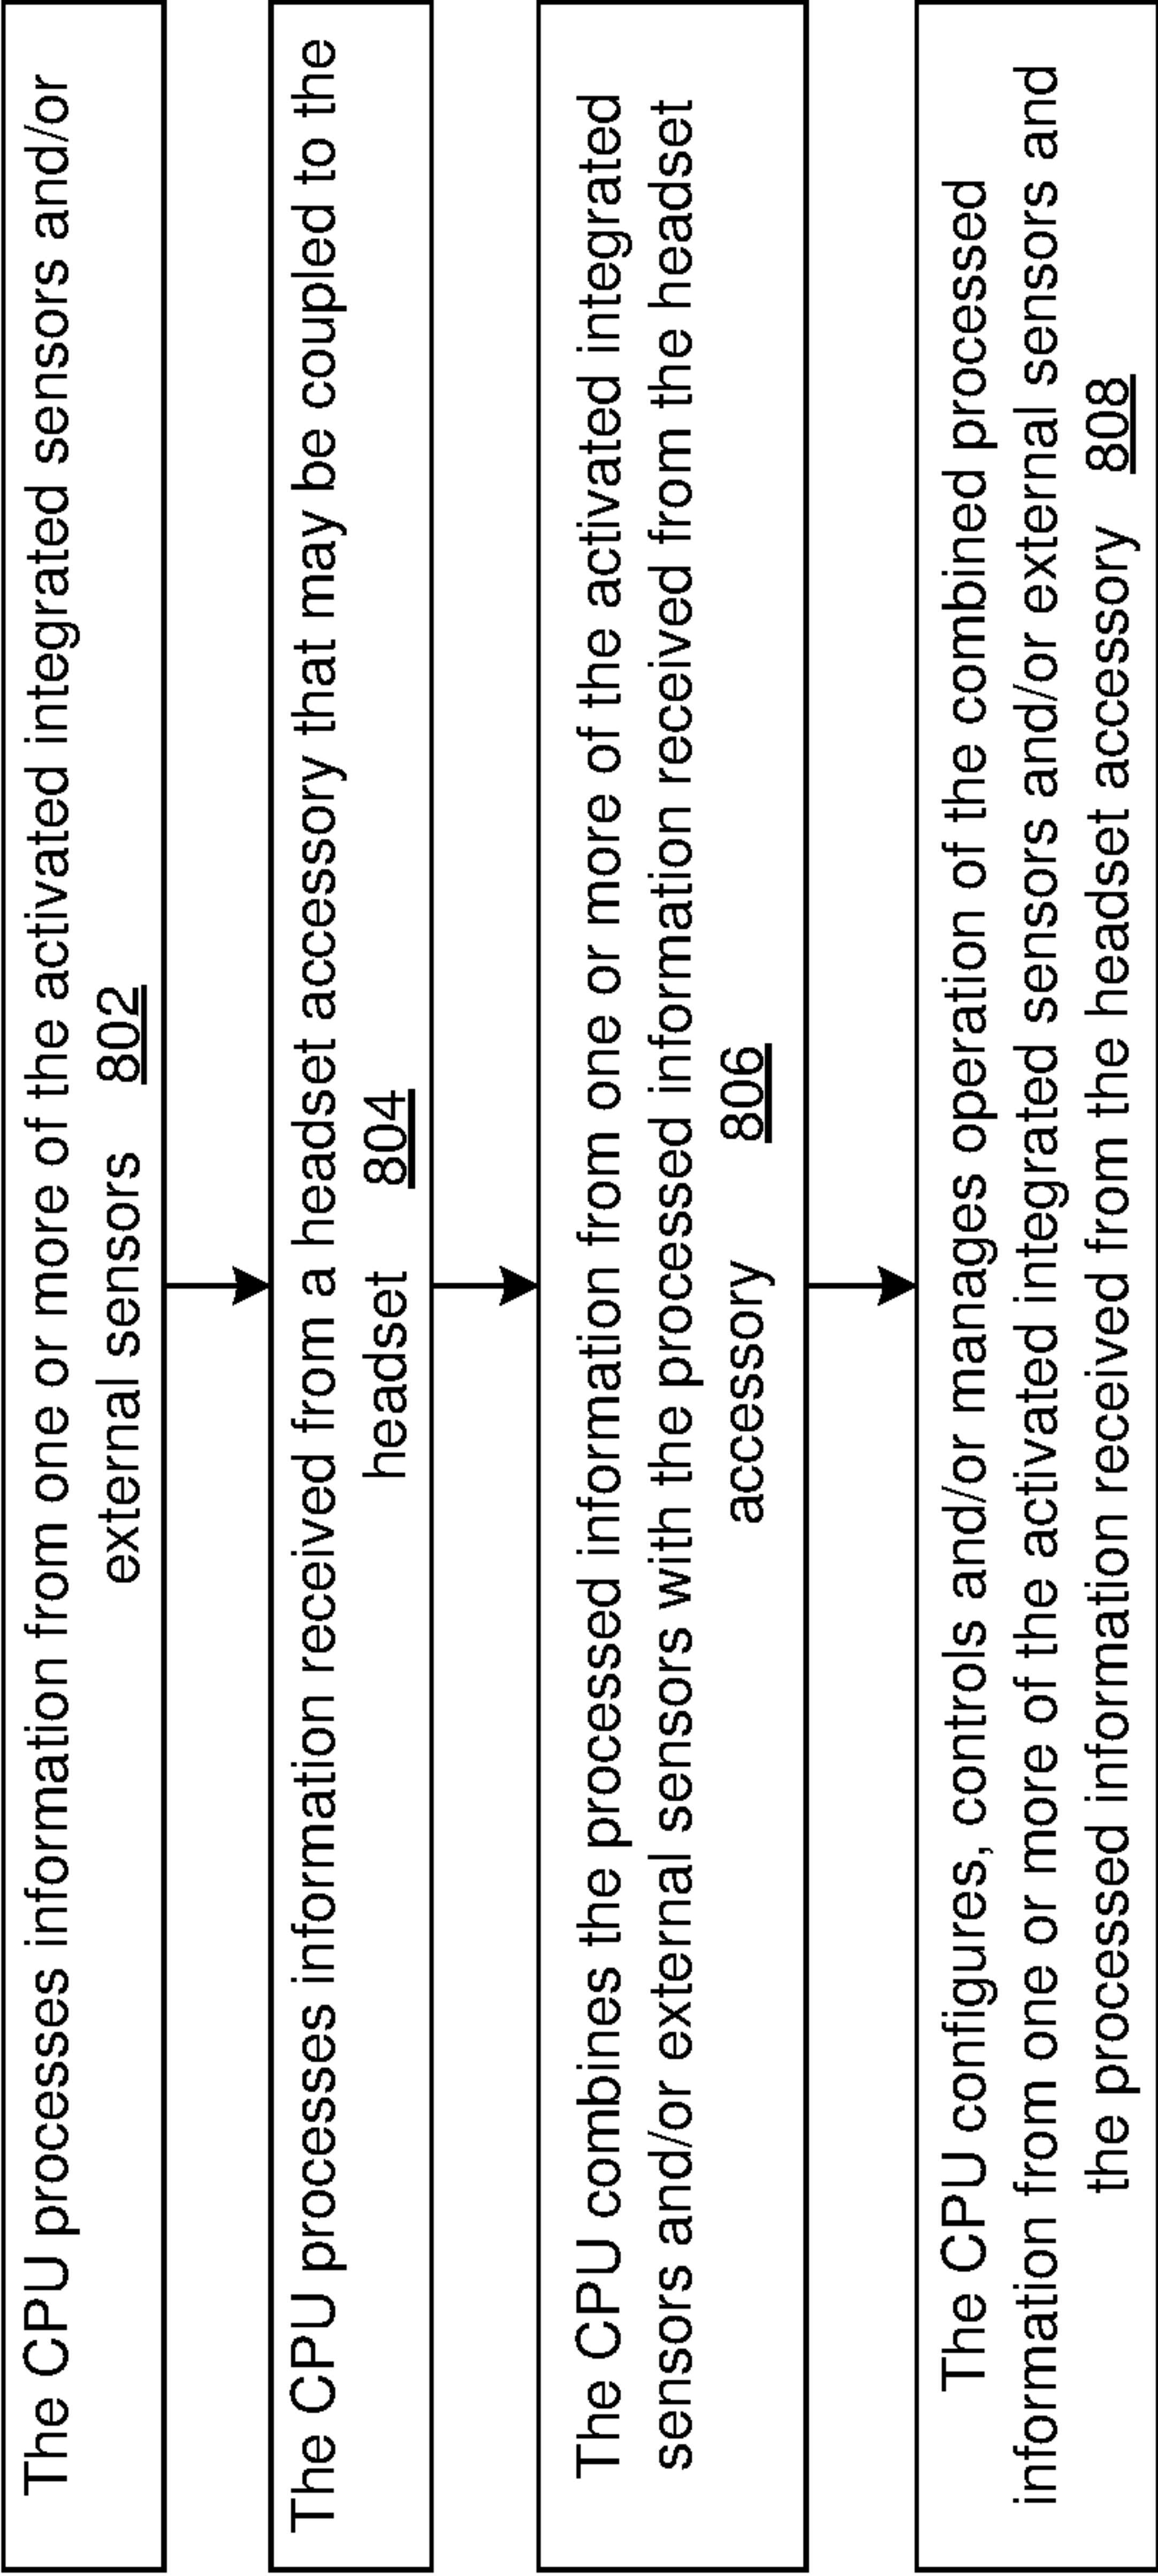 The CPU processes information from one or more of the activated integrated sensors and/or
external sensors 802
The CPU processes information received from a headset accessory that may be coupled to the
headset 804
The CPU combines the processed information from one or more of the activated integrated
sensors and/or external sensors with the processed information received from the headset
accessory 806
The CPU configures, controls and/or manages operation of the combined processed
information from one or more of the activated integrated sensors and/or external sensors and
the processed information received from the headset accessory 808